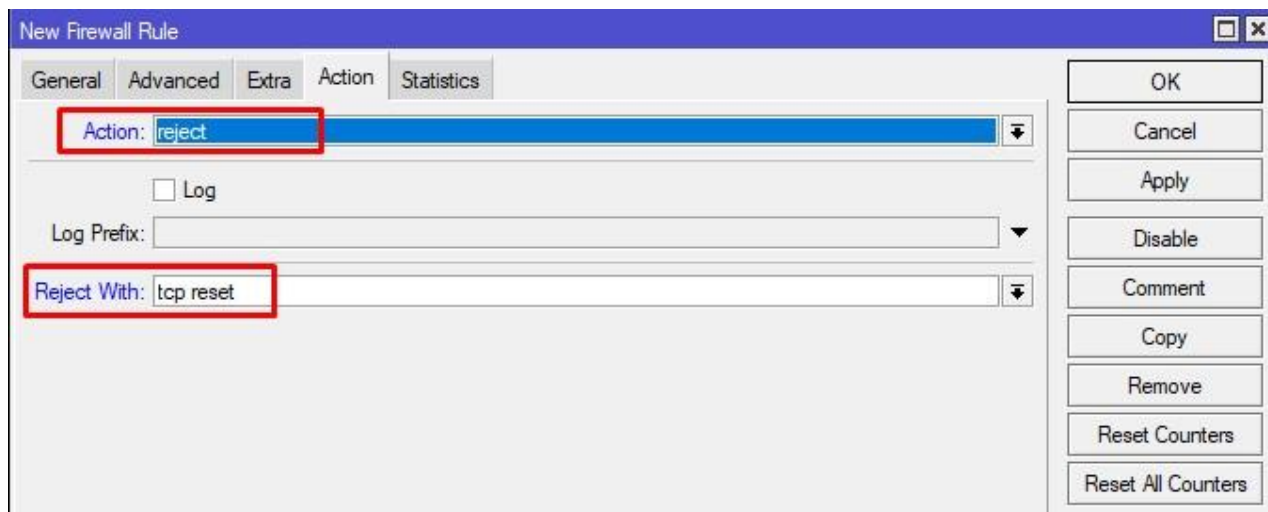 New Firewall Rule
General Advanced Extra Action Statistics
Action: reject
Log
Log Prefix:
Reject With: tcp reset
OK
Cancel
Apply
Disable
Comment
Copy
Remove
Reset Counters
Reset All Counters